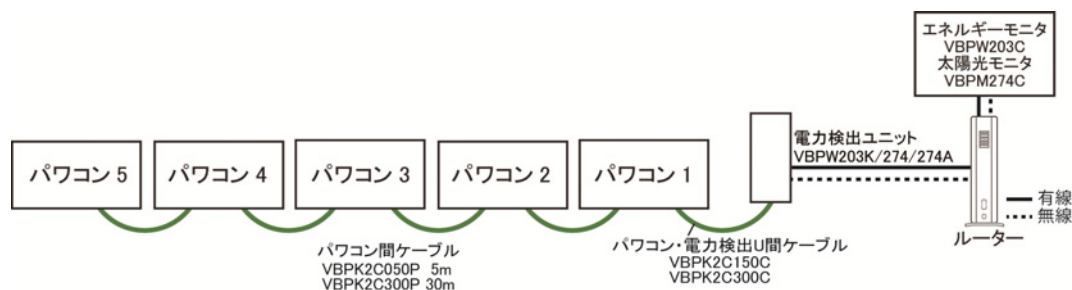 エネルギーモニタ
VBPW203C
太陽光モニタ
VBPM274C
電力検出ユニット
VBPW203K/274/274A
パワコン 5
パワコン 4
パワコン 3
パワコン 2
パワコン 1
有線
無線
ルーター
パワコン間ケーブル
VBPK2C050P 5m
VBPK2C300P 30m
パワコン・電力検出U間ケーブル
VBPK2C150C
VBPK2C300C